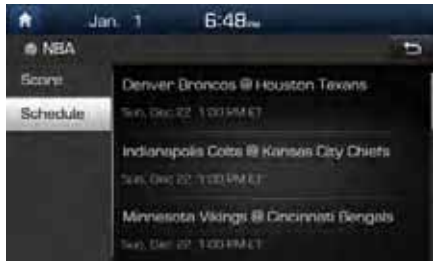 Jan. 1 6:48 PM
NBA
Score
Schedule
Denver Broncos @ Houston Texans
Sun, Dec 22, 1:00 PM ET
Indianapolis Colts @ Kansas City Chiefs
Sun, Dec 22, 1:00 PM ET
Minnesota Vikings @ Cincinnati Bengals
Sun, Dec 22, 1:00 PM ET